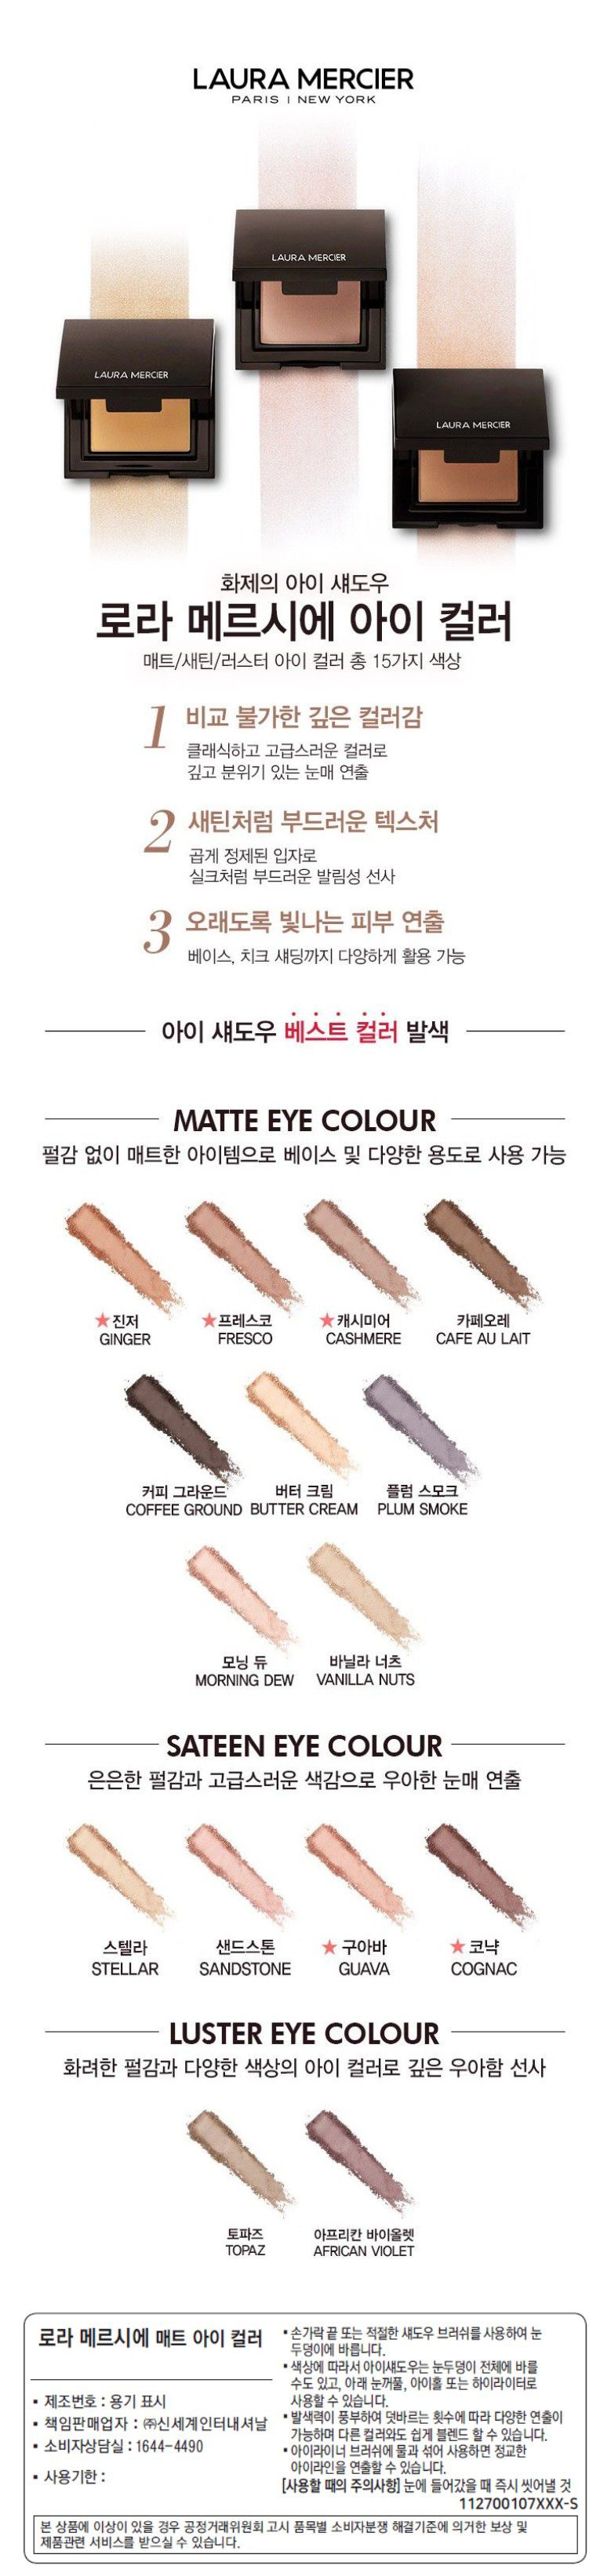 LAURA MERCIER
PARIS | NEW YORK
LAURA MERCIER
LAURA MERCIER
LAURA MERCIER
화제의 아이 섀도우
로라 메르시에 아이 컬러
매트/새틴/러스터 아이 컬러 총 15가지 색상
1 비교 불가한 깊은 컬러감
클래식하고 고급스러운 컬러로
깊고 분위기 있는 눈매 연출
2 새틴처럼 부드러운 텍스처
곱게 정제된 입자로
실크처럼 부드러운 발림성 선사
3 오래도록 빛나는 피부 연출
베이스, 치크 섀딩까지 다양하게 활용 가능
아이 섀도우 베스트 컬러 발색
MATTE EYE COLOUR
펄감 없이 매트한 아이템으로 베이스 및 다양한 용도로 사용 가능
★진저 ★프레스코 ★캐시미어 카페오레
GINGER FRESCO CASHMERE CAFE AU LAIT
커피 그라운드 버터 크림 플럼 스모크
COFFEE GROUND BUTTER CREAM PLUM SMOKE
모닝 듀 바닐라 너츠
MORNING DEW VANILLA NUTS
SATEEN EYE COLOUR
은은한 펄감과 고급스러운 색감으로 우아한 눈매 연출
스텔라 샌드스톤 ★구아바 ★코냑
STELLAR SANDSTONE GUAVA COGNAC
LUSTER EYE COLOUR
화려한 펄감과 다양한 색상의 아이 컬러로 깊은 우아함 선사
토파즈 아프리칸 바이올렛
TOPAZ AFRICAN VIOLET
로라 메르시에 매트 아이 컬러
▪ 제조번호 : 용기 표시
▪ 책임판매업자 : ㈜신세계인터내셔날
▪ 소비자상담실 : 1644-4490
▪ 사용기한 :
▪ 손가락 끝 또는 적절한 섀도우 브러쉬를 사용하여 눈
두덩이에 바릅니다.
▪ 색상에 따라서 아이섀도우는 눈두덩이 전체에 바를
수도 있고, 아래 눈꺼풀, 아이홀 또는 하이라이터로
사용할 수 있습니다.
▪ 발색력이 풍부하여 덧바르는 횟수에 따라 다양한 연출이
가능하며 다른 컬러와도 쉽게 블렌드 할 수 있습니다.
▪ 아이라이너 브러쉬에 물과 섞어 사용하면 정교한
아이라인을 연출할 수 있습니다.
[사용할 때의 주의사항] 눈에 들어갔을 때 즉시 씻어낼 것
112700107XXX-S
본 상품에 이상이 있을 경우 공정거래위원회 고시 품목별 소비자분쟁 해결기준에 의거한 보상 및
제품관련 서비스를 받으실 수 있습니다.